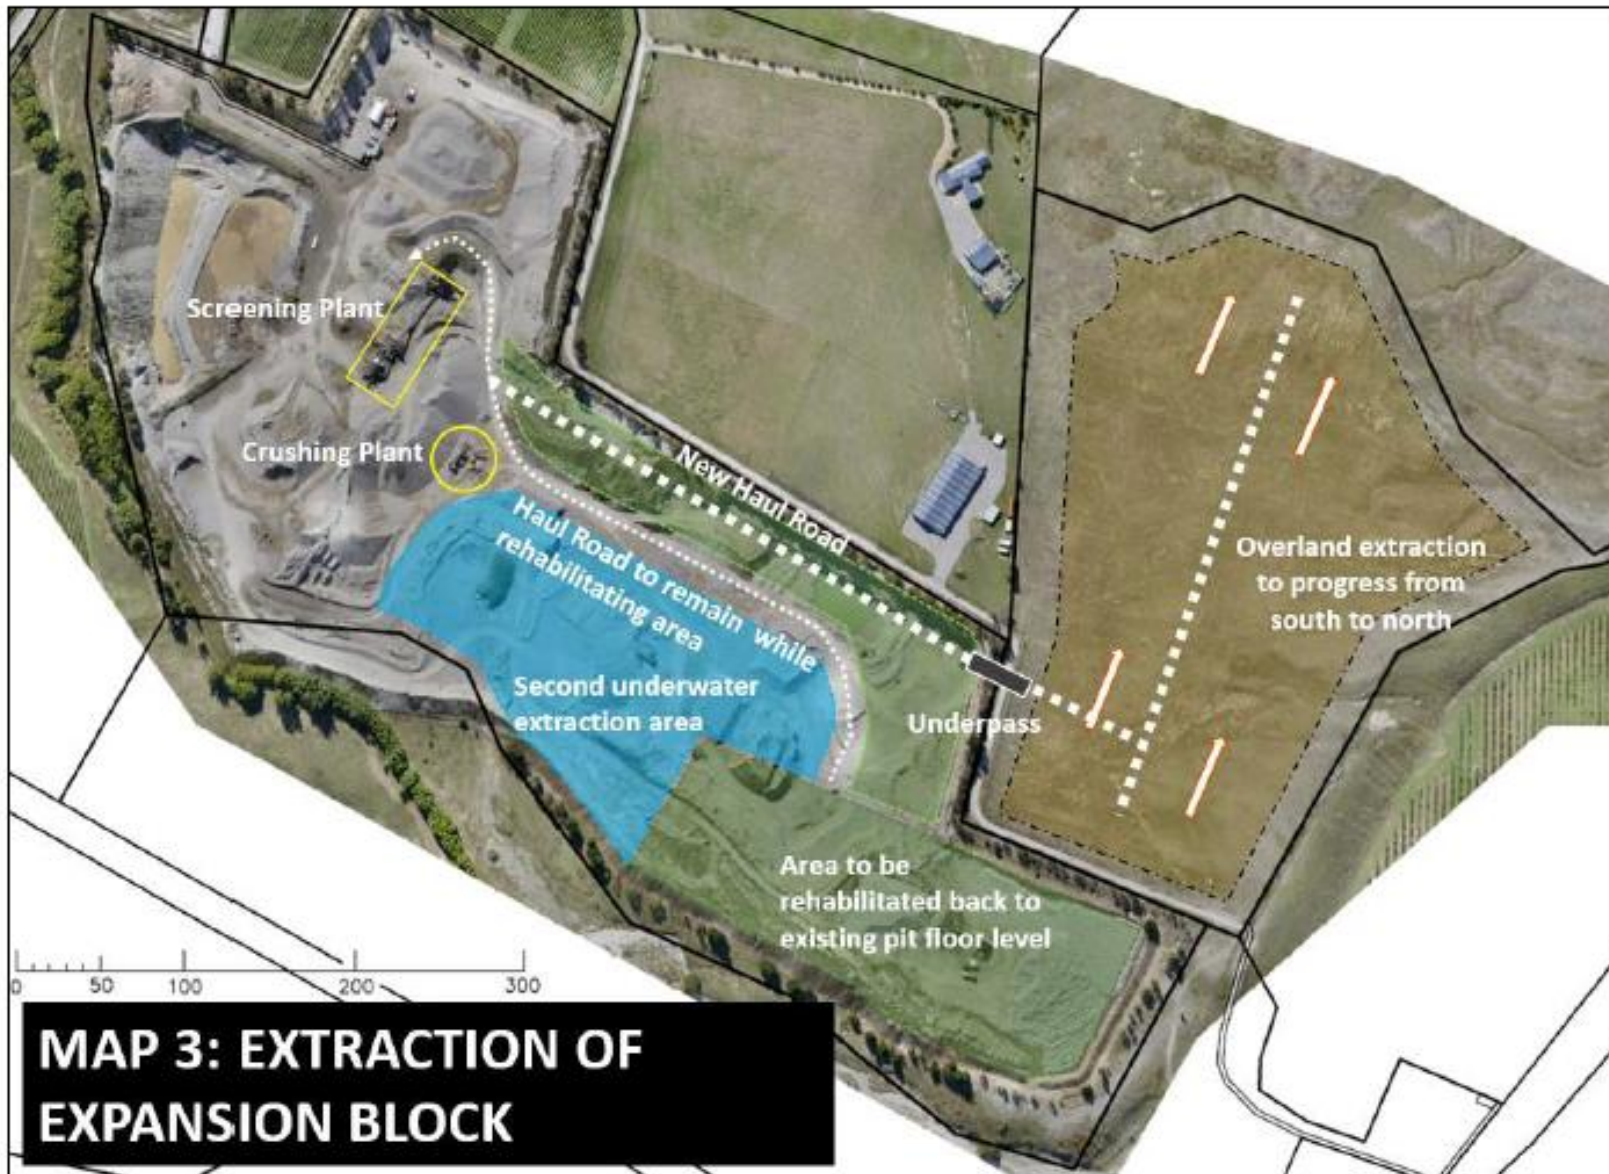 Screening Plant
Crushing Plant
New Haul Road
Haul Road to remain while
rehabilitating area
Second underwater
extraction area
Underpass
Overland extraction
to progress from
south to north
Area to be
rehabilitated back to
existing pit floor level
0 50 100 200 300
MAP 3: EXTRACTION OF
EXPANSION BLOCK